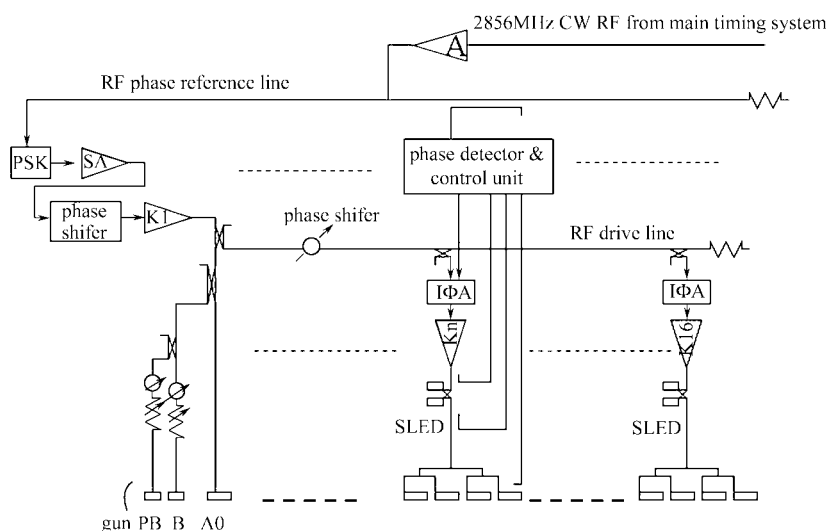 2856MHz CW RF from main timing system
A
RF phase reference line
PSK
SA
phase detector &
control unit
phase
shifer
K1
phase shifer
RF drive line
IΦA
IΦA
Kn
K16
SLED
SLED
gun PB B A0